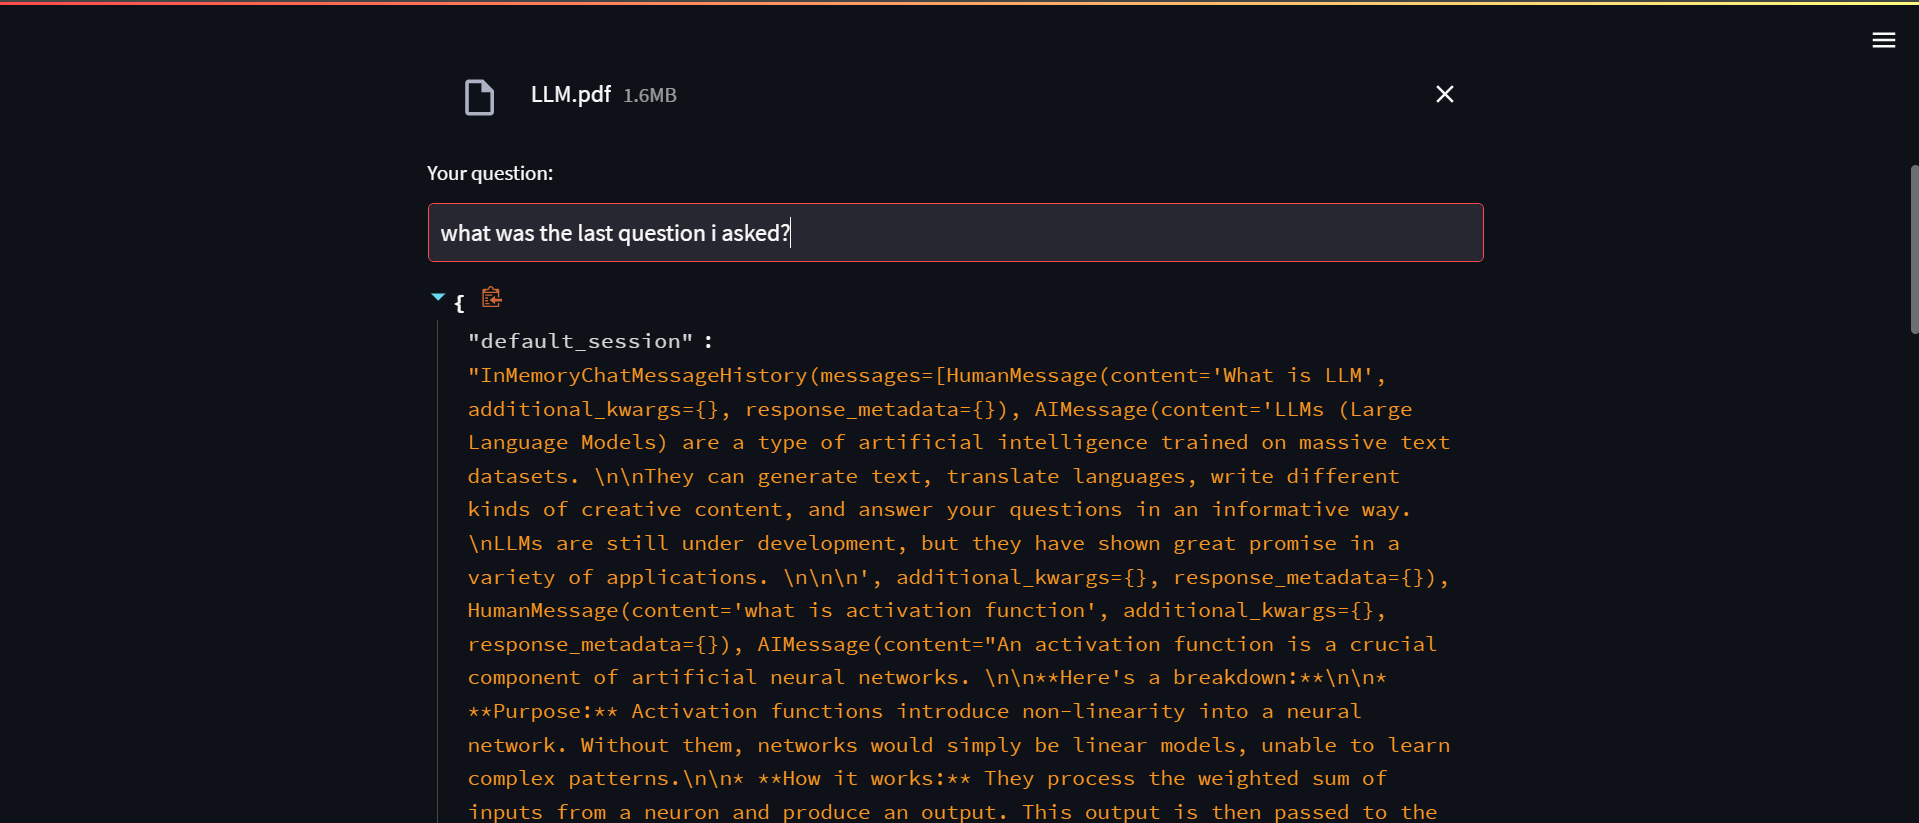 LLM.pdf 1.6MB
Your question:
what was the last question i asked?
{
"default_session" :
"InMemoryChatMessageHistory(messages=[HumanMessage(content='What is LLM',
additional_kwargs={}, response_metadata={}), AIMessage(content='LLMs (Large
Language Models) are a type of artificial intelligence trained on massive text
datasets. \n\nThey can generate text, translate languages, write different
kinds of creative content, and answer your questions in an informative way.
\nLLMs are still under development, but they have shown great promise in a
variety of applications. \n\n\n', additional_kwargs={}, response_metadata={}),
HumanMessage(content='what is activation function', additional_kwargs={},
response_metadata={}), AIMessage(content="An activation function is a crucial
component of artificial neural networks. \n\n**Here's a breakdown:**\n\n*
**Purpose:** Activation functions introduce non-linearity into a neural
network. Without them, networks would simply be linear models, unable to learn
complex patterns.\n\n* **How it works:** They process the weighted sum of
inputs from a neuron and produce an output. This output is then passed to the